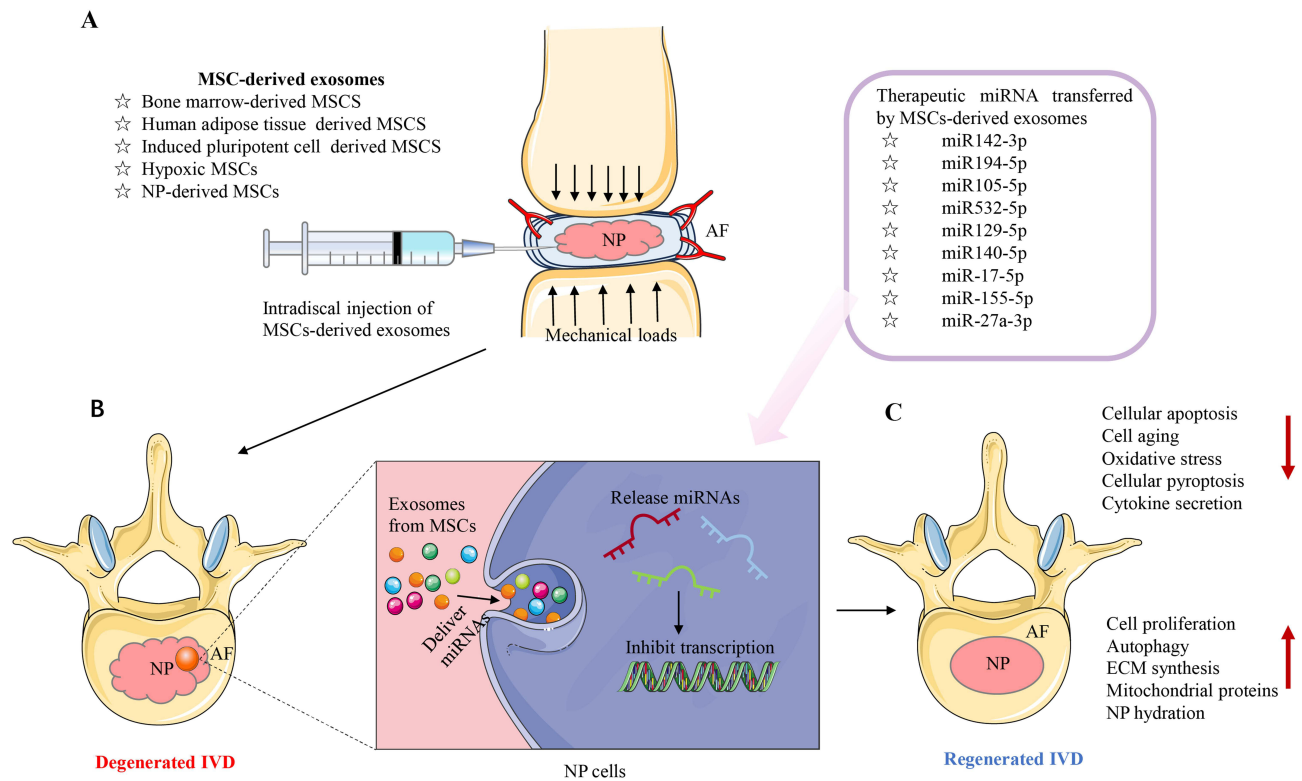 A
MSC-derived exosomes
☆ Bone marrow-derived MSCS
☆ Human adipose tissue derived MSCS
☆ Induced pluripotent cell derived MSCS
☆ Hypoxic MSCs
☆ NP-derived MSCs
NP
AF
Intradiscal injection of
MSCs-derived exosomes
Mechanical loads
Therapeutic miRNA transferred
by MSCs-derived exosomes
☆ miR142-3p
☆ miR194-5p
☆ miR105-5p
☆ miR532-5p
☆ miR129-5p
☆ miR140-5p
☆ miR-17-5p
☆ miR-155-5p
☆ miR-27a-3p
B
NP
AF
Degenerated IVD
Exosomes
from MSCs
Deliver
miRNAs
Release miRNAs
Inhibit transcription
NP cells
C
Cellular apoptosis
Cell aging
Oxidative stress
Cellular pyroptosis
Cytokine secretion
AF
NP
Cell proliferation
Autophagy
ECM synthesis
Mitochondrial proteins
NP hydration
Regenerated IVD